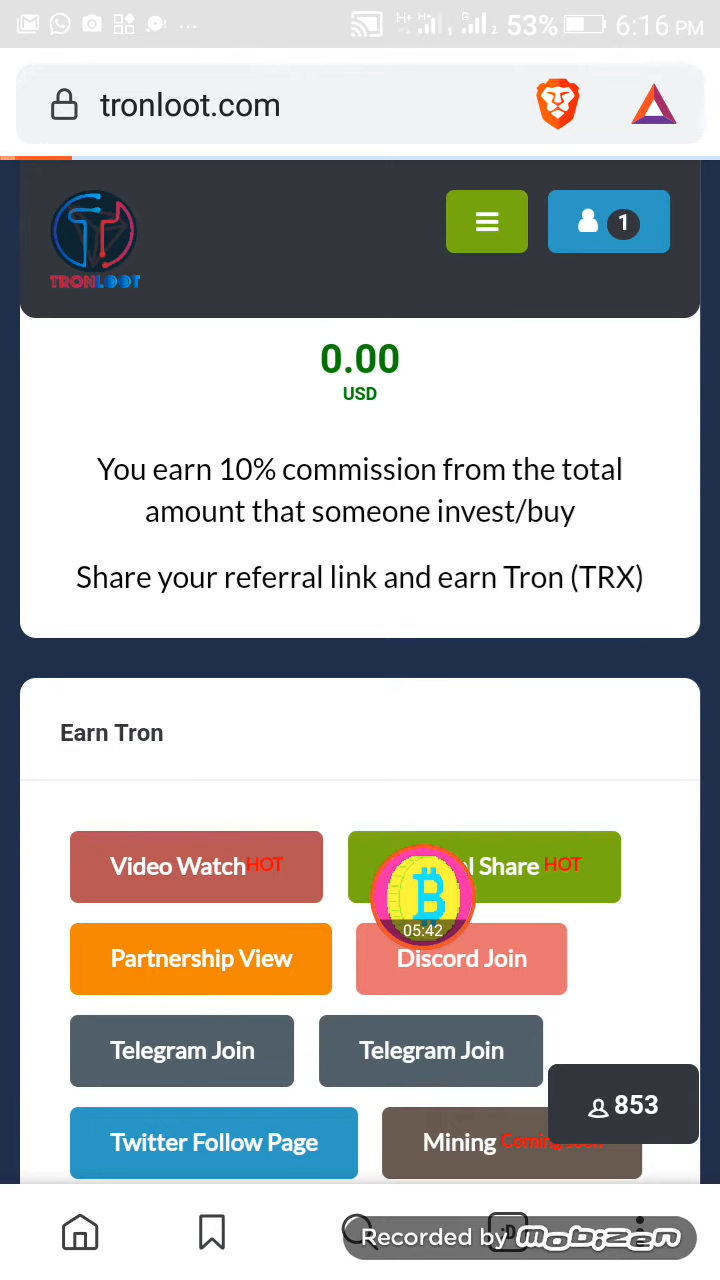 53% 6:16 PM
tronloot.com
TRONLOOT
1
0.00
USD
You earn 10% commission from the total
amount that someone invest/buy
Share your referral link and earn Tron (TRX)
Earn Tron
Video Watch HOT
l Share HOT
05:42
Partnership View
Discord Join
Telegram Join
Telegram Join
853
Twitter Follow Page
Mining Coming soon
:D
Recorded by mobizen